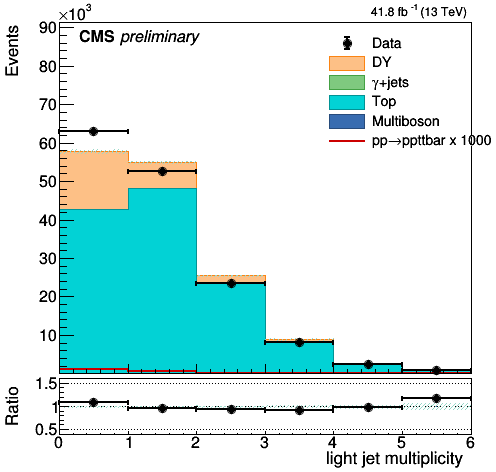 ×10³
41.8 fb⁻¹ (13 TeV)
CMS preliminary
Events
90
80
70
60
50
40
30
20
10
Data
DY
γ+jets
Top
Multiboson
pp→ppttbar x 1000
Ratio
1.5
1
0.5
0 1 2 3 4 5 6
light jet multiplicity